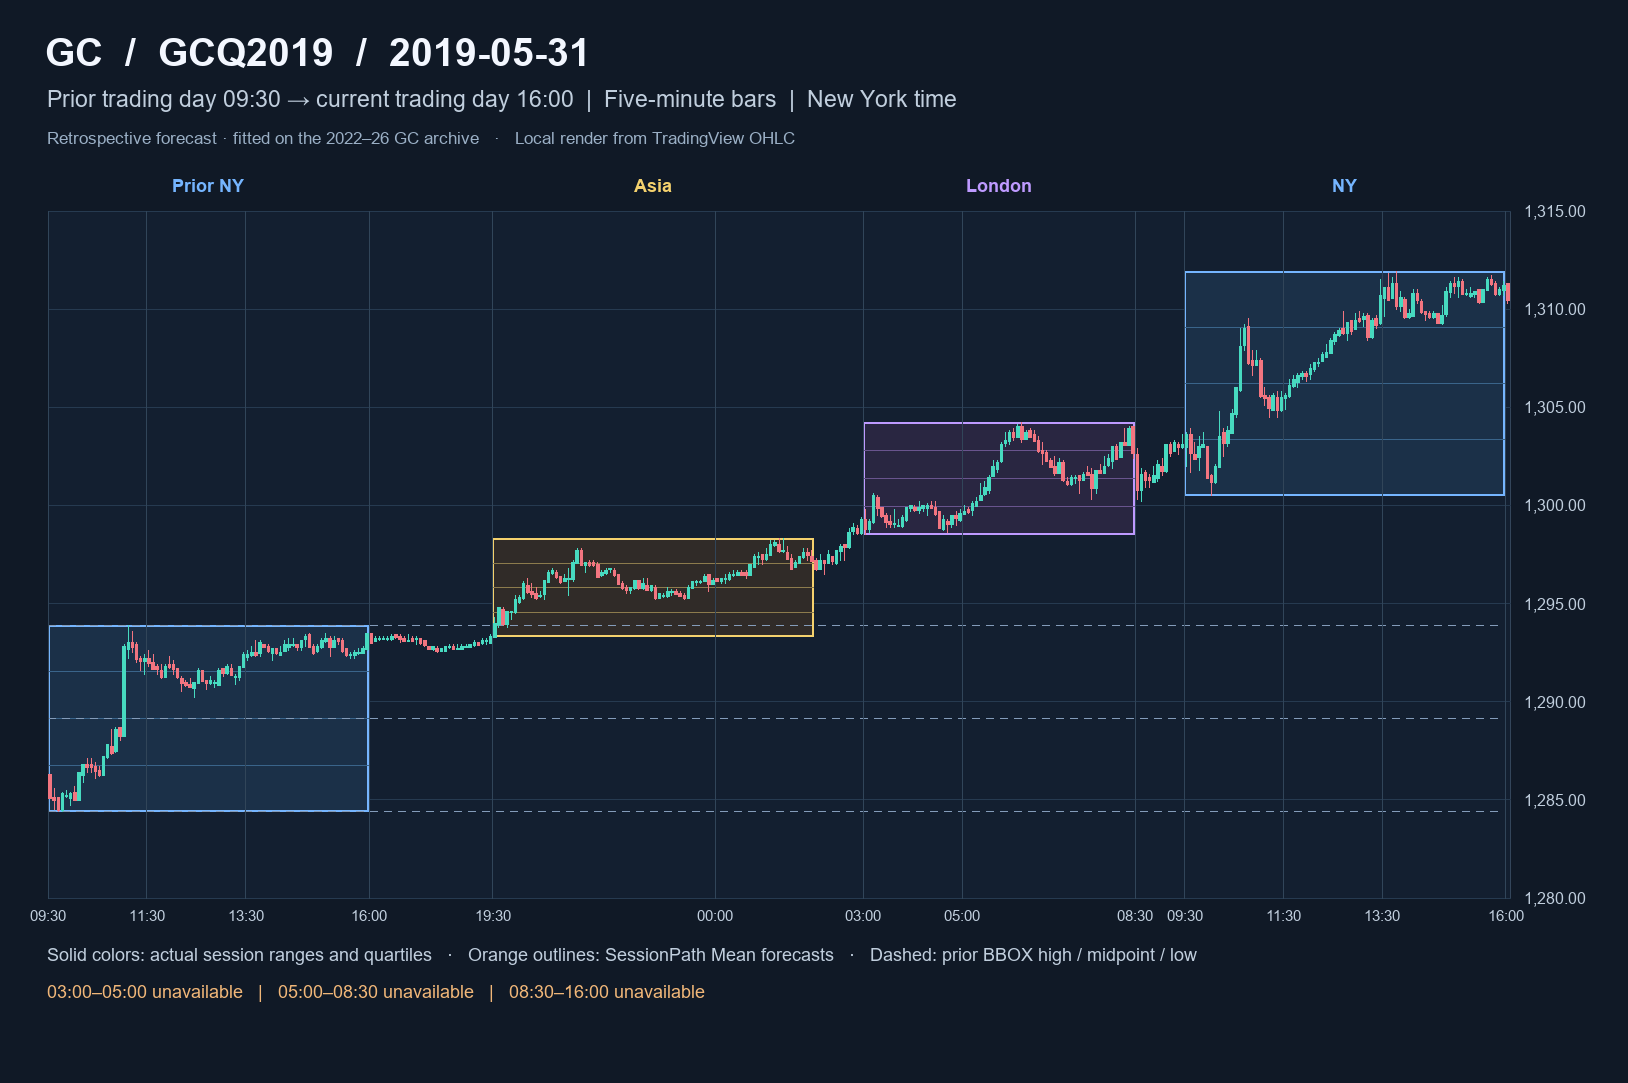 GC / GCQ2019 / 2019-05-31
Prior trading day 09:30 → current trading day 16:00 | Five-minute bars | New York time
Retrospective forecast · fitted on the 2022–26 GC archive · Local render from TradingView OHLC
Prior NY Asia London NY
1,315.00
1,310.00
1,305.00
1,300.00
1,295.00
1,290.00
1,285.00
1,280.00
09:30 11:30 13:30 16:00 19:30 00:00 03:00 05:00 08:30 09:30 11:30 13:30 16:00
Solid colors: actual session ranges and quartiles · Orange outlines: SessionPath Mean forecasts · Dashed: prior BBOX high / midpoint / low
03:00–05:00 unavailable | 05:00–08:30 unavailable | 08:30–16:00 unavailable